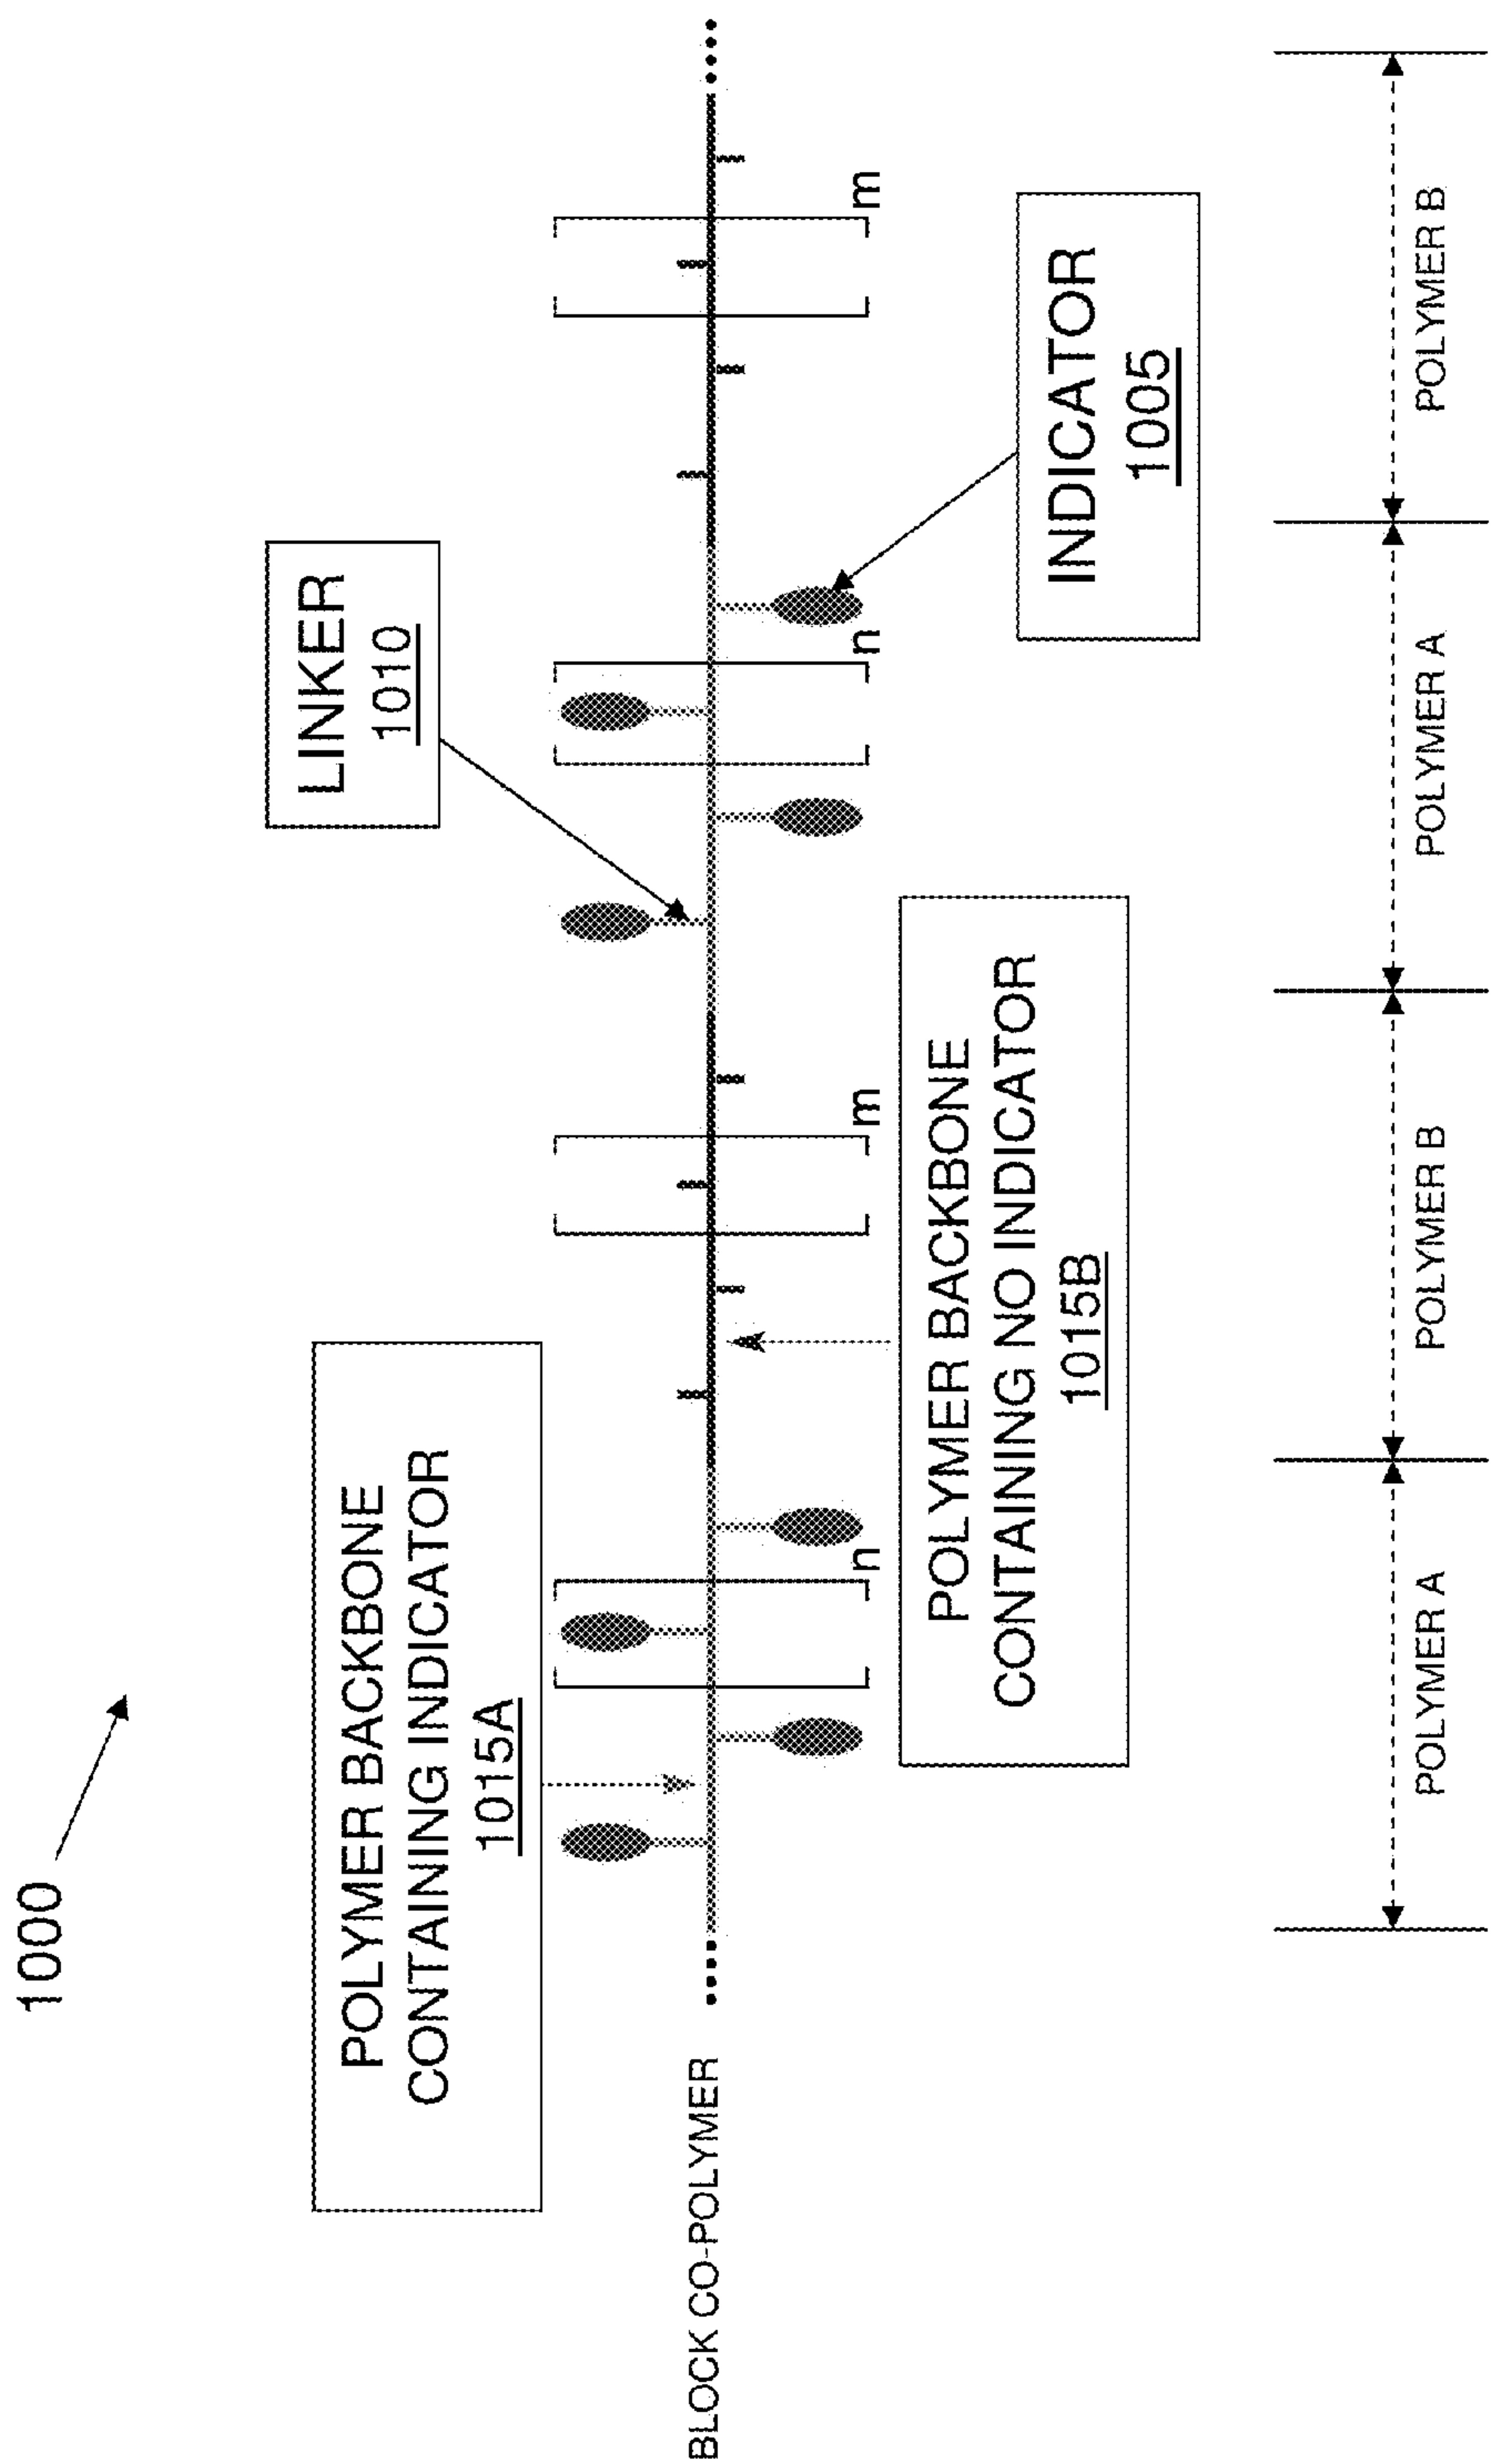 1000
LINKER
1010
POLYMER BACKBONE
CONTAINING INDICATOR
1015A
BLOCK CO-POLYMER
n
m
n
m
POLYMER BACKBONE
CONTAINING NO INDICATOR
1015B
INDICATOR
1005
POLYMER A
POLYMER B
POLYMER A
POLYMER B